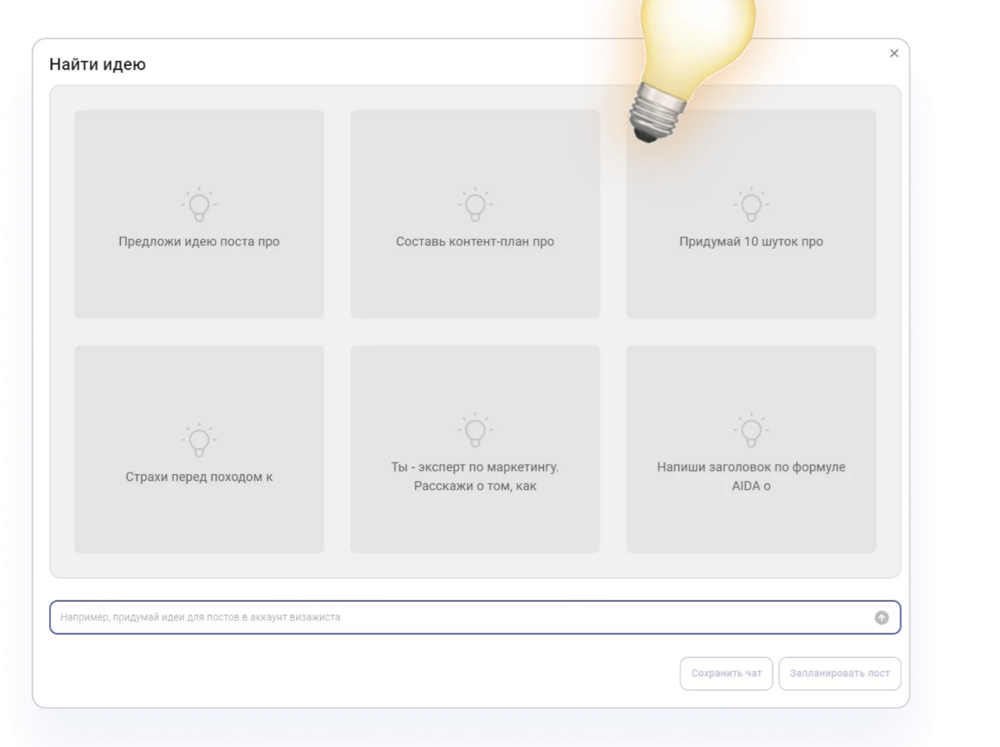 Найти идею
Предложи идею поста про
Составь контент-план про
Придумай 10 шуток про
Страхи перед походом к
Ты - эксперт по маркетингу.
Расскажи о том, как
Напиши заголовок по формуле
AIDA о
Например, придумай идеи для постов в аккаунт визажиста
Сохранить чат
Запланировать пост